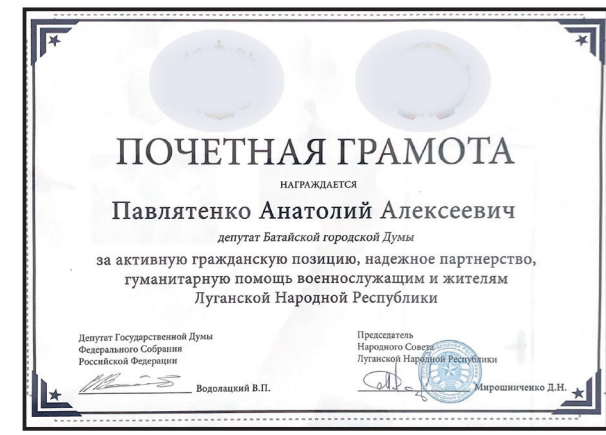 ПОЧЕТНАЯ ГРАМОТА
НАГРАЖДАЕТСЯ
Павлятенко Анатолий Алексеевич
депутат Батайской городской Думы
за активную гражданскую позицию, надежное партнерство,
гуманитарную помощь военнослужащим и жителям
Луганской Народной Республики
Депутат Государственной Думы
Федерального Собрания
Российской Федерации
Водолацкий В.П.
Председатель
Народного Совета
Луганской Народной Республики
Мирошниченко Д.Н.